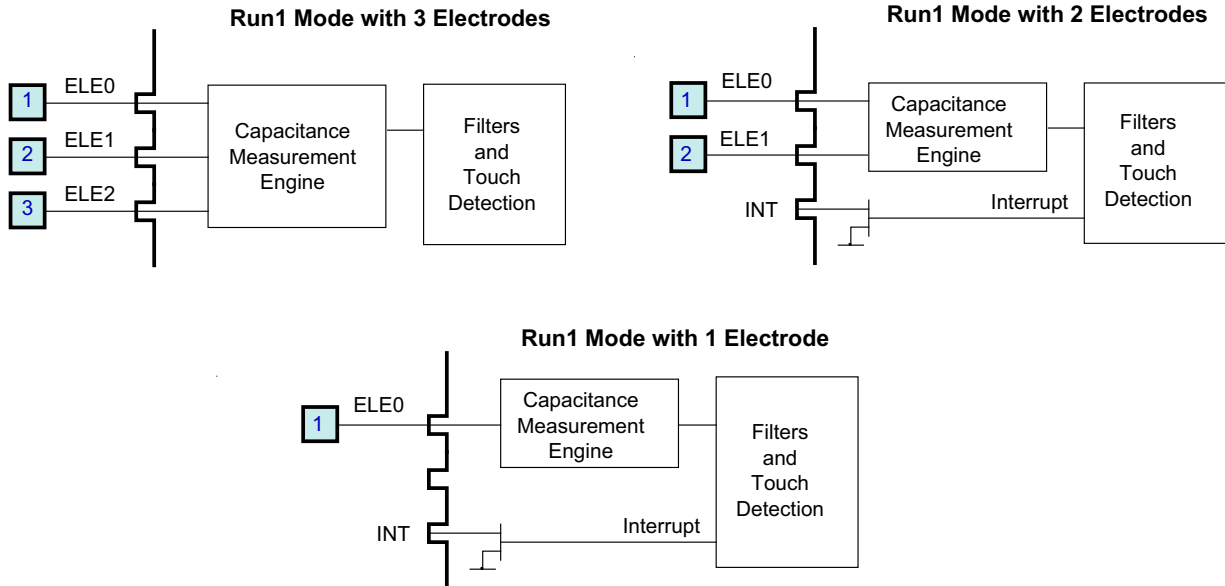 Run1 Mode with 3 Electrodes
1
ELE0
2
ELE1
3
ELE2
Capacitance
Measurement
Engine
Filters
and
Touch
Detection
Run1 Mode with 2 Electrodes
1
ELE0
2
ELE1
INT
Capacitance
Measurement
Engine
Interrupt
Filters
and
Touch
Detection
Run1 Mode with 1 Electrode
1
ELE0
INT
Capacitance
Measurement
Engine
Interrupt
Filters
and
Touch
Detection